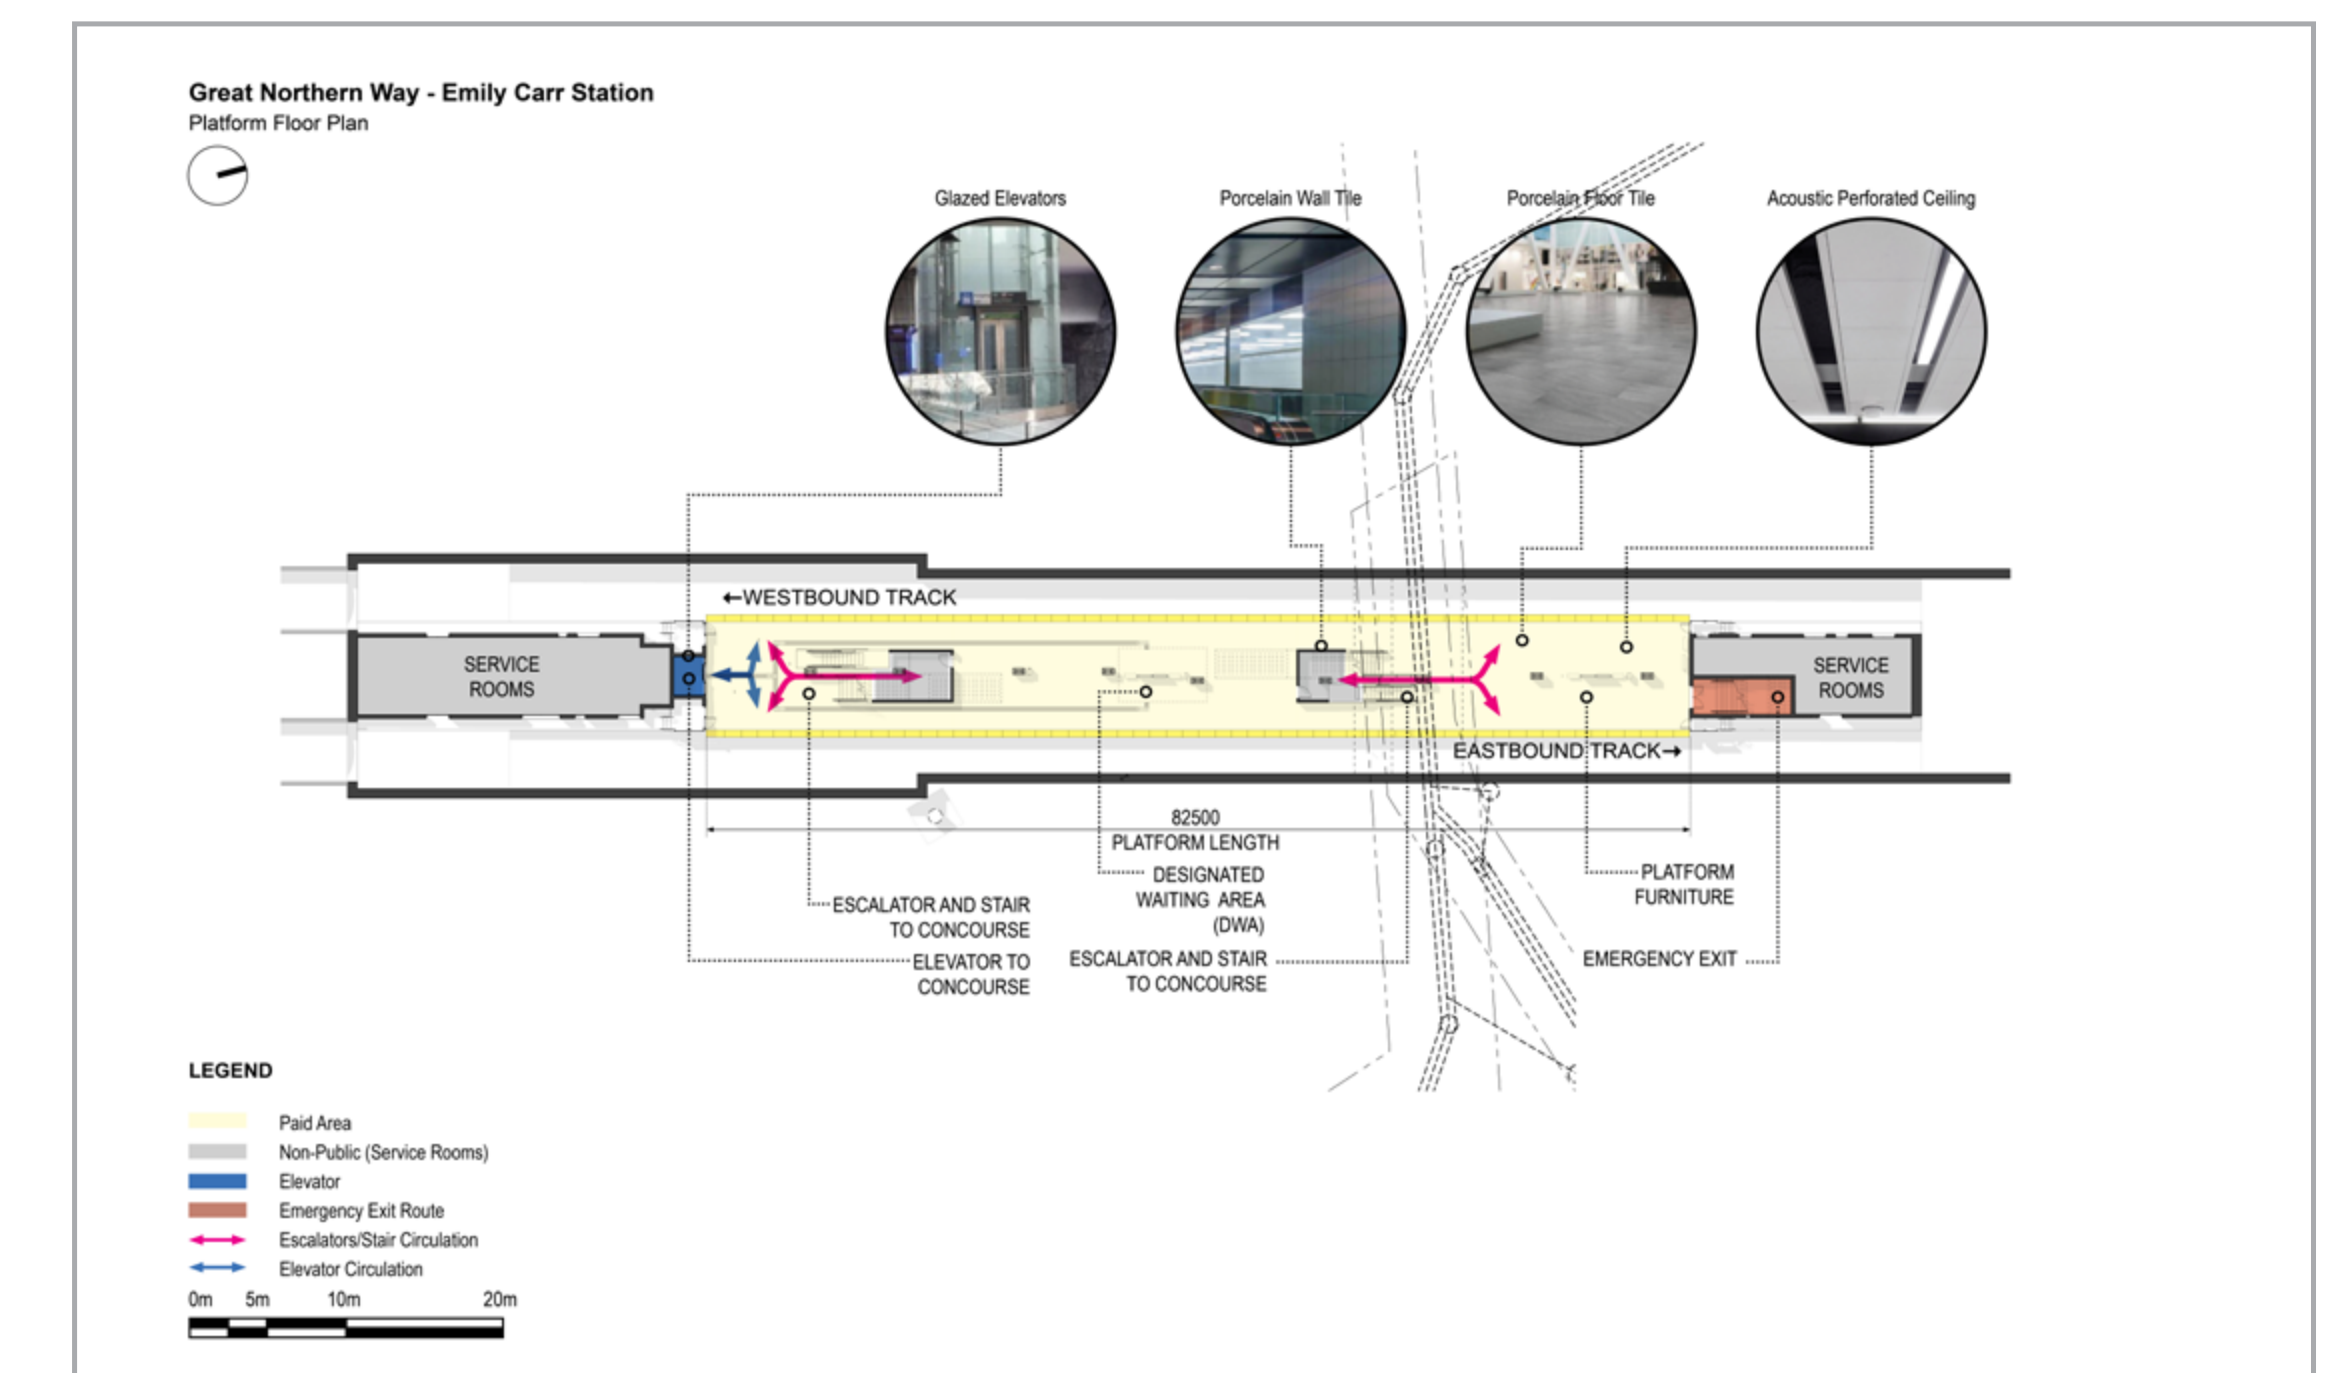 Great Northern Way - Emily Carr Station
Platform Floor Plan
Glazed Elevators
Porcelain Wall Tile
Porcelain Floor Tile
Acoustic Perforated Ceiling
←WESTBOUND TRACK
SERVICE
ROOMS
SERVICE
ROOMS
EASTBOUND TRACK→
82500
PLATFORM LENGTH
DESIGNATED
WAITING AREA
(DWA)
PLATFORM
FURNITURE
ESCALATOR AND STAIR
TO CONCOURSE
ELEVATOR TO
CONCOURSE
ESCALATOR AND STAIR
TO CONCOURSE
EMERGENCY EXIT
LEGEND
Paid Area
Non-Public (Service Rooms)
Elevator
Emergency Exit Route
Escalators/Stair Circulation
Elevator Circulation
0m 5m 10m 20m